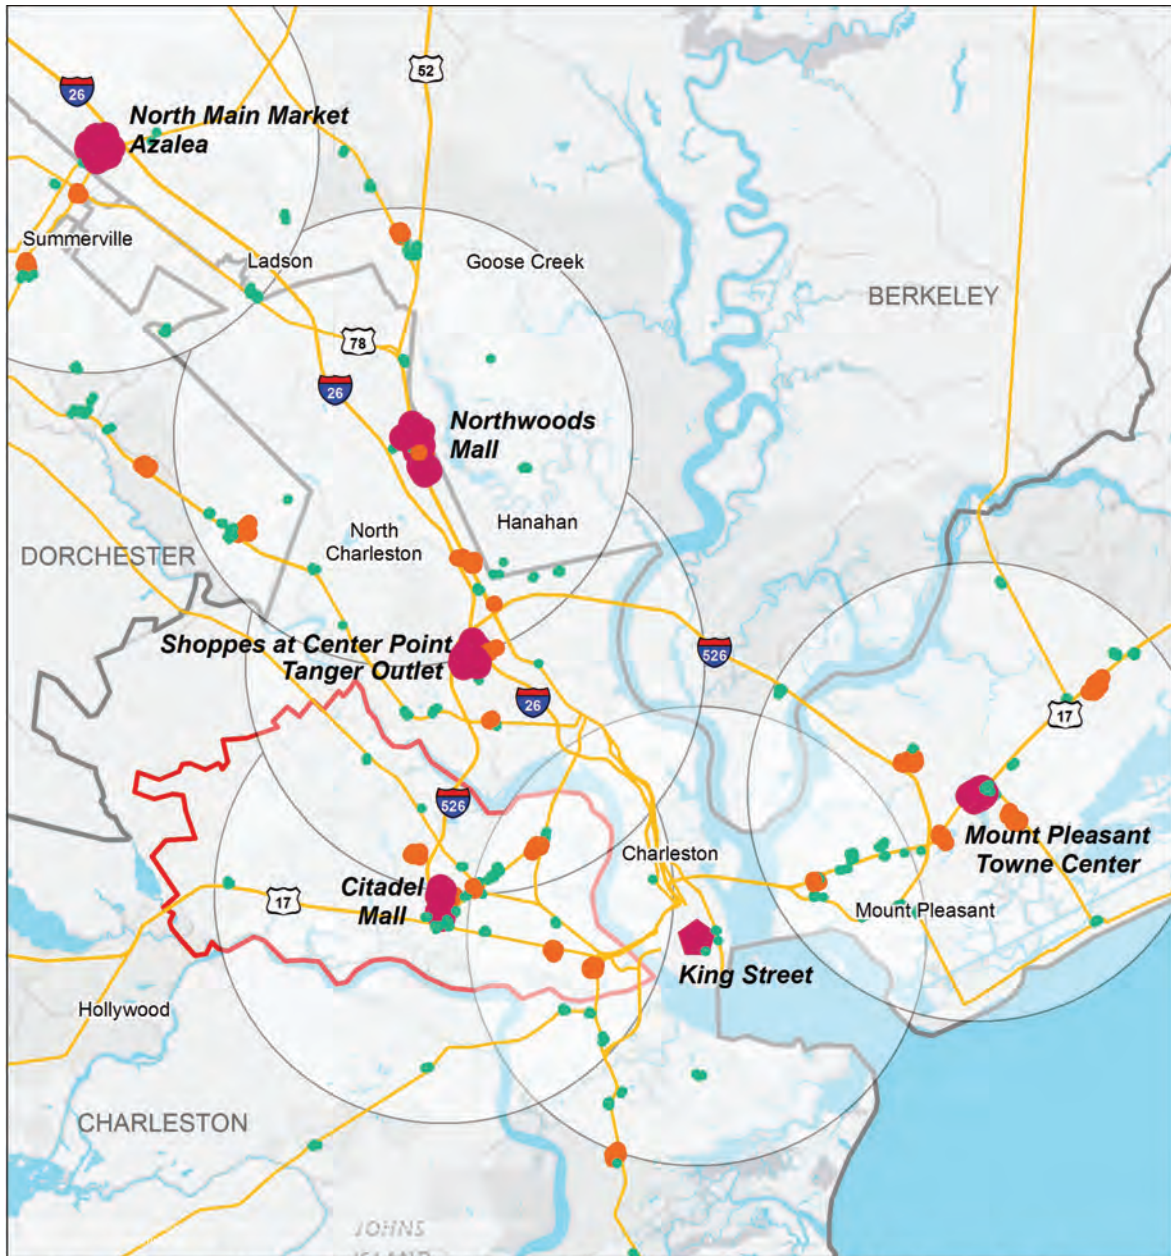 52
26
North Main Market
Azalea
Summerville
Ladson
Goose Creek
BERKELEY
78
26
Northwoods
Mall
North
Charleston
Hanahan
DORCHESTER
Shoppes at Center Point
Tanger Outlet
526
26
17
526
Charleston
Mount Pleasant
Towne Center
Citadel
Mall
17
Mount Pleasant
King Street
Hollywood
CHARLESTON
JOHNS
ISLAND